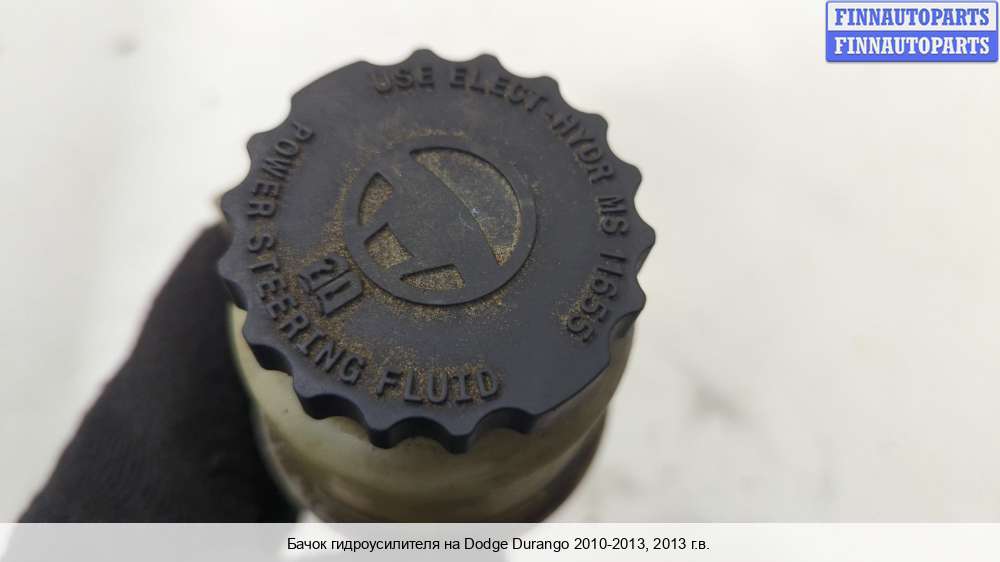 FINNAUTOPARTS
FINNAUTOPARTS
USE ELECT-HYDR MS 11655
POWER STEERING FLUID
Бачок гидроусилителя на Dodge Durango 2010-2013, 2013 г.в.